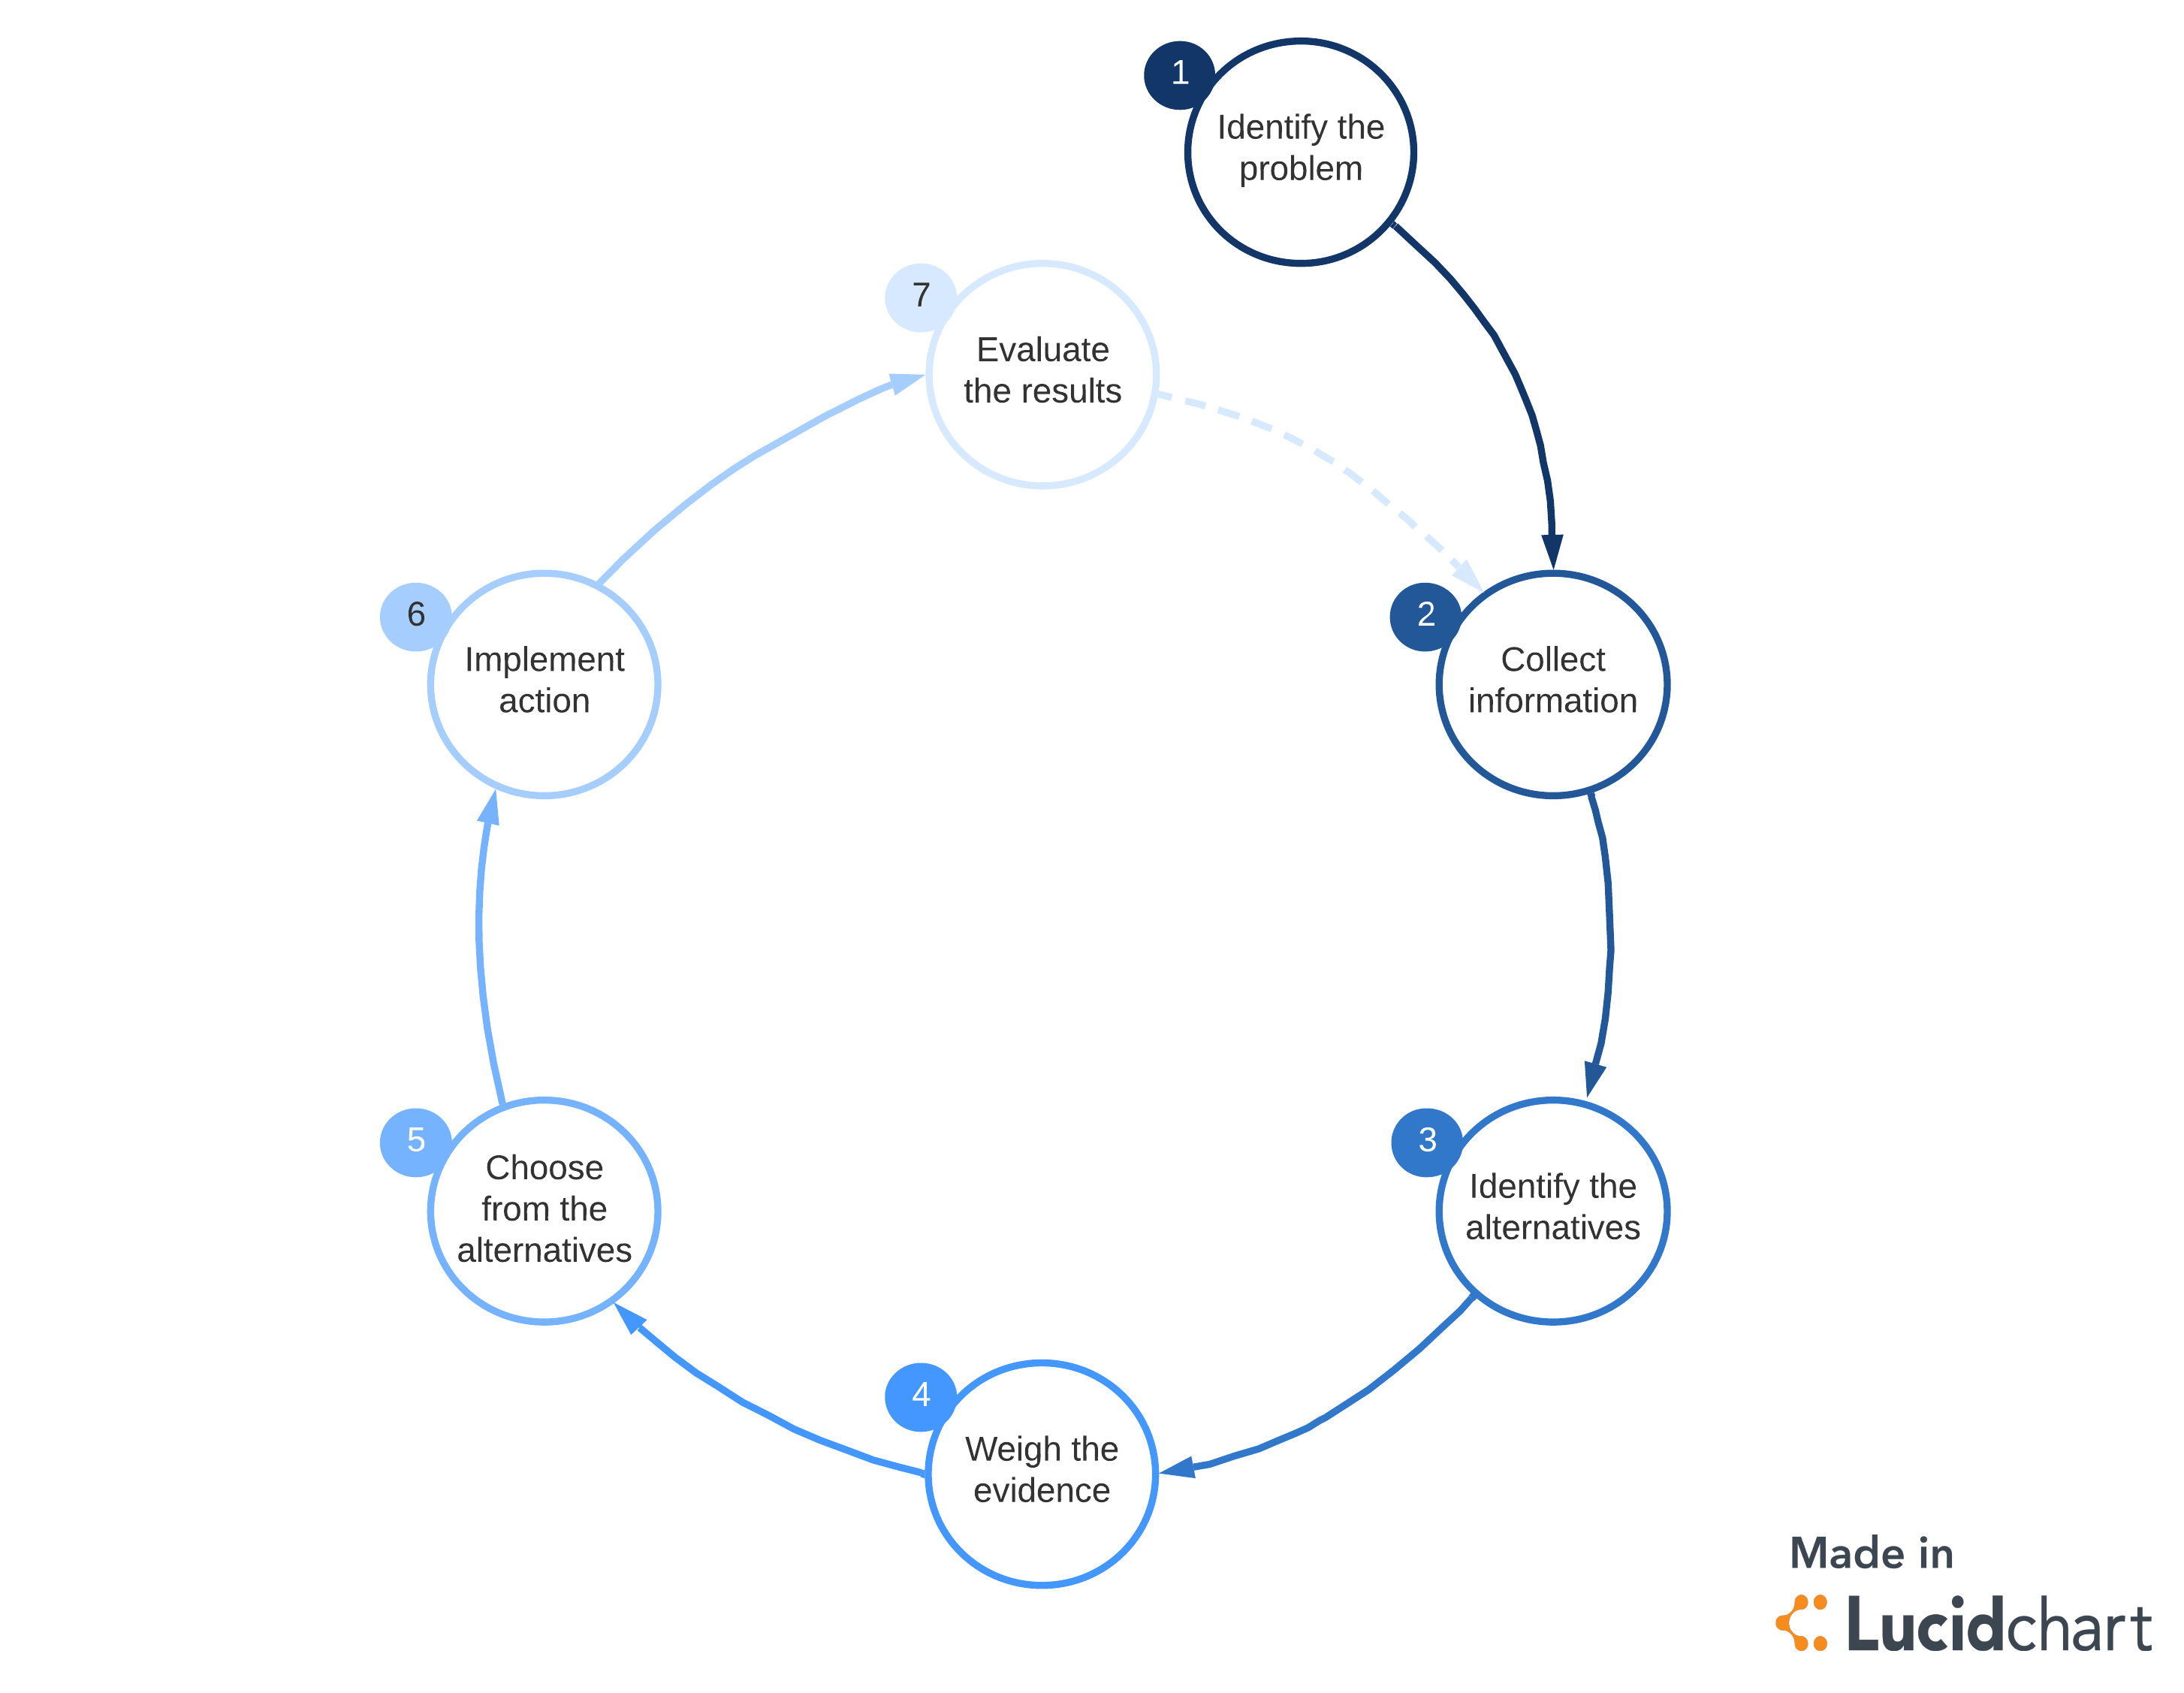 1
Identify the
problem
2
Collect
information
3
Identify the
alternatives
4
Weigh the
evidence
5
Choose
from the
alternatives
6
Implement
action
7
Evaluate
the results
Made in
Lucidchart